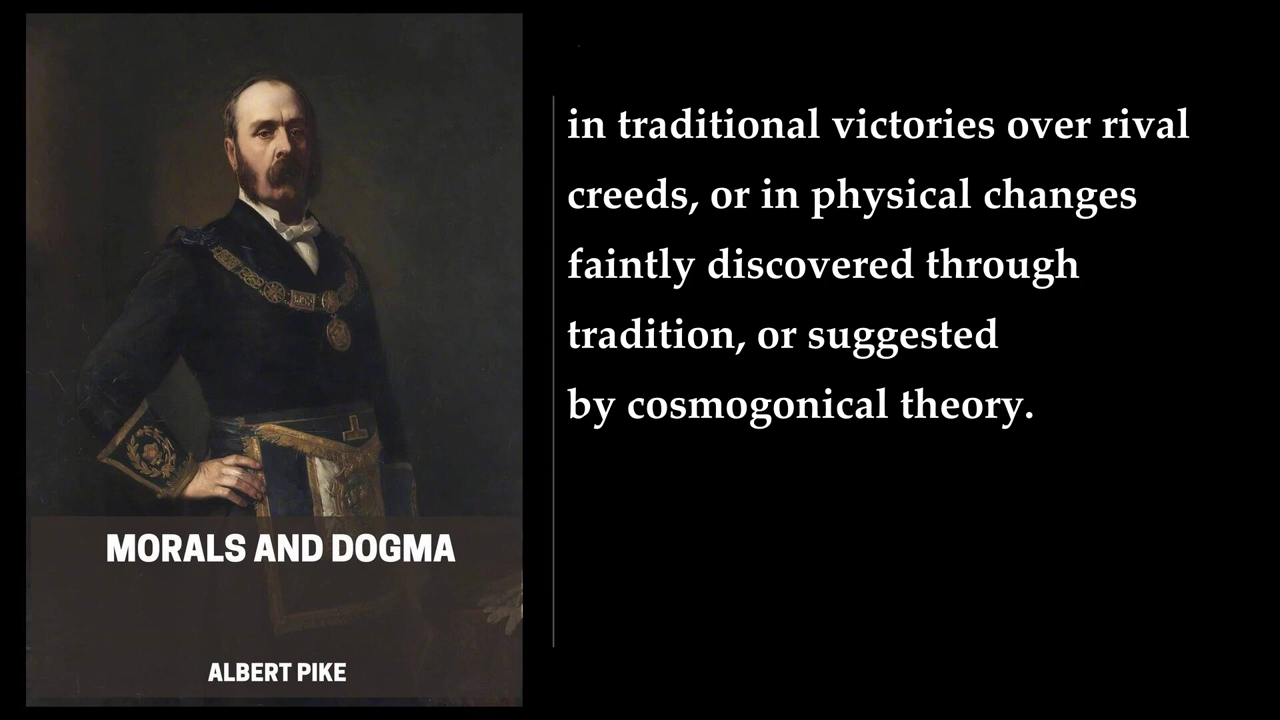 in traditional victories over rival
creeds, or in physical changes
faintly discovered through
tradition, or suggested
by cosmogonical theory.
MORALS AND DOGMA
ALBERT PIKE